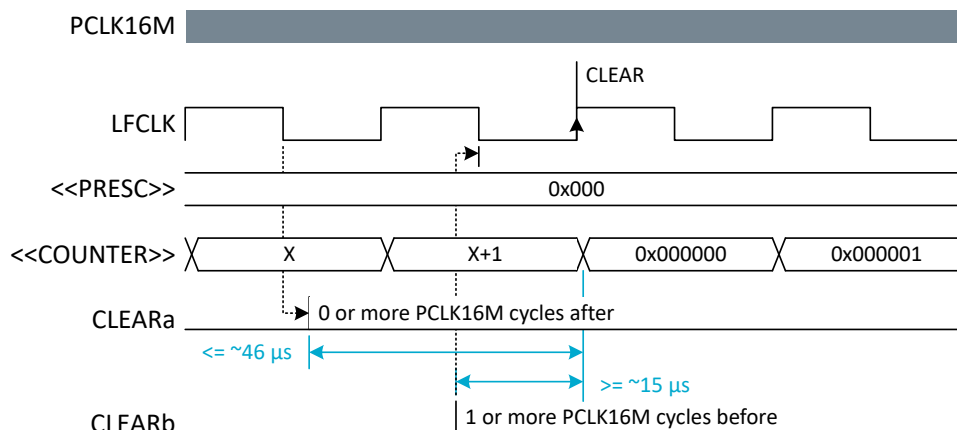 PCLK16M
CLEAR
LFCLK
<<PRESC>>
0x000
<<COUNTER>>
X
X+1
0x000000
0x000001
CLEARa
0 or more PCLK16M cycles after
<= ~46 µs
>= ~15 µs
CLEARb
1 or more PCLK16M cycles before